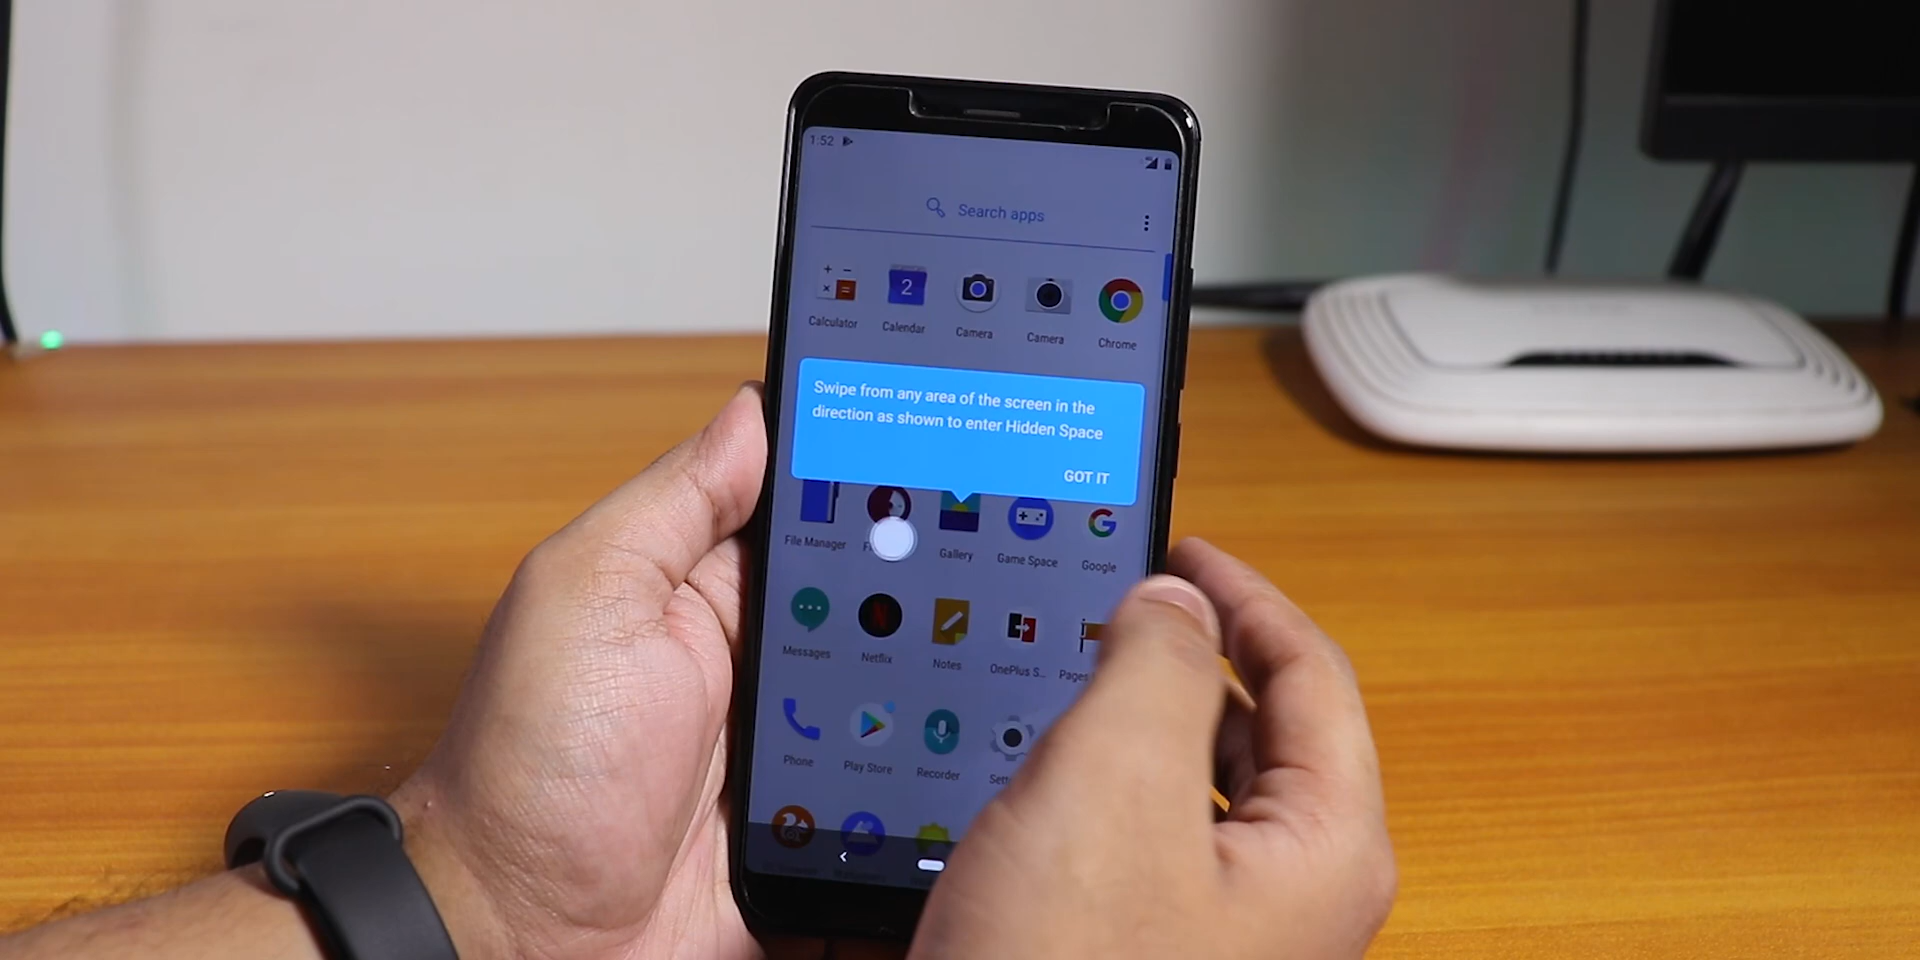 1:52
Search apps
2
Calculator
Calendar
Camera
Camera
Chrome
Swipe from any area of the screen in the
direction as shown to enter Hidden Space
GOT IT
File Manager
Gallery
Game Space
Google
Messages
Netflix
Notes
OnePlus S...
Pages
Phone
Play Store
Recorder